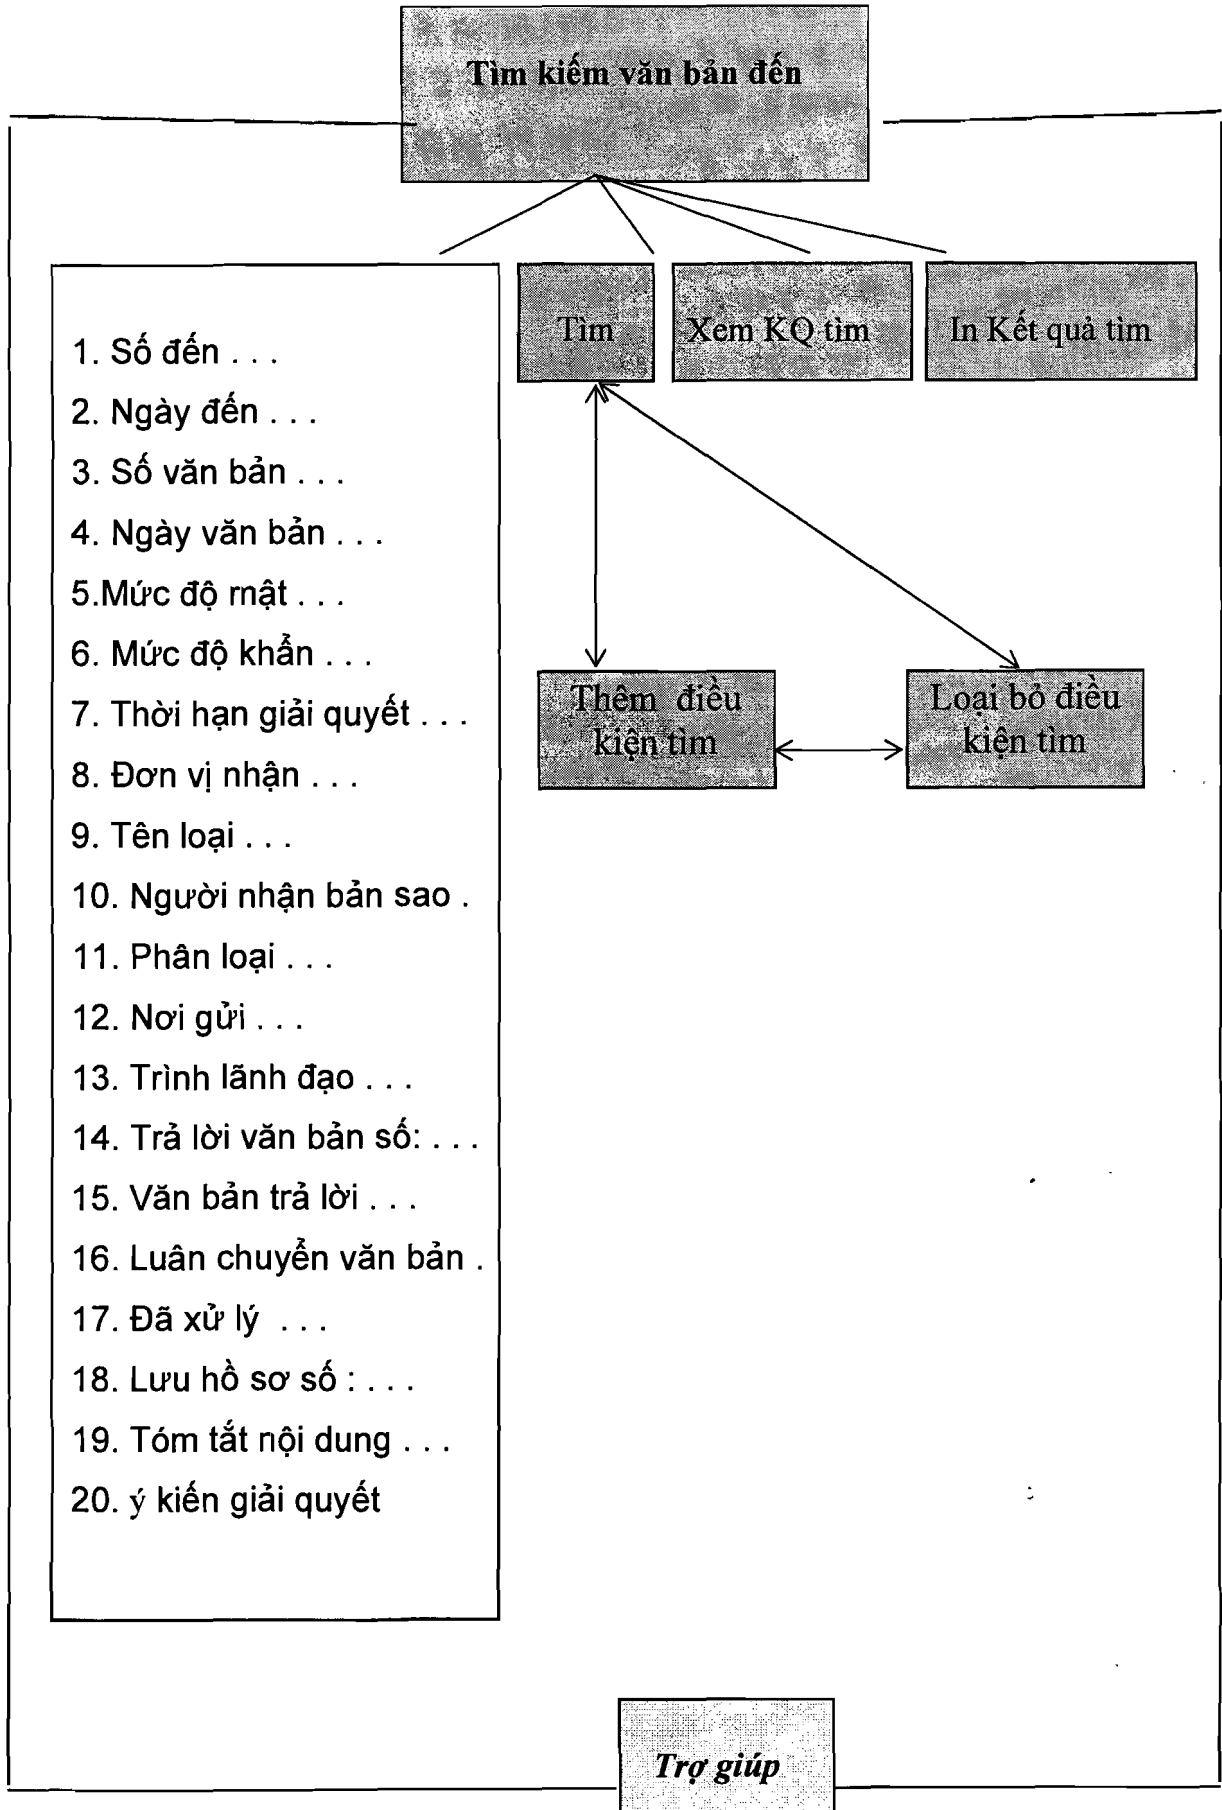 Tìm kiếm văn bản đến
1. Số đến . . .
2. Ngày đến . . .
3. Số văn bản . . .
4. Ngày văn bản . . .
5.Mức độ mật . . .
6. Mức độ khẩn . . .
7. Thời hạn giải quyết . . .
8. Đơn vị nhận . . .
9. Tên loại . . .
10. Người nhận bản sao .
11. Phân loại . . .
12. Nơi gửi . . .
13. Trình lãnh đạo . . .
14. Trả lời văn bản số: . . .
15. Văn bản trả lời . . .
16. Luân chuyển văn bản .
17. Đã xử lý . . .
18. Lưu hồ sơ số : . . .
19. Tóm tắt nội dung . . .
20. ý kiến giải quyết
Tìm
Xem KQ tìm
In Kết quả tìm
Thêm điều
kiện tìm
Loại bỏ điều
kiện tìm
Trợ giúp